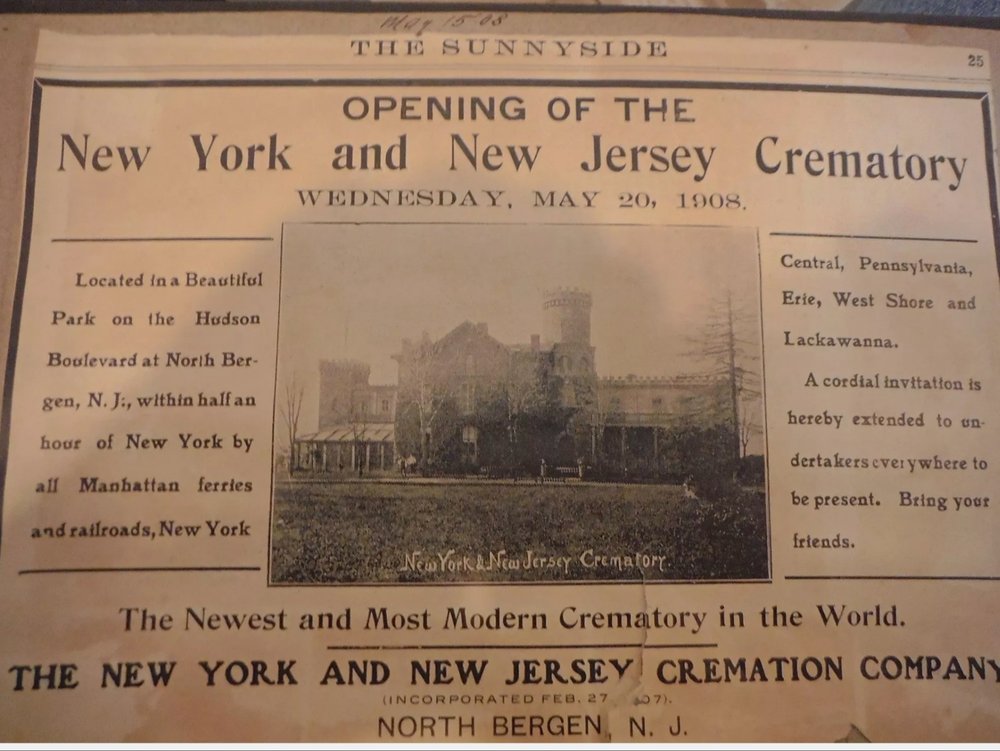 May 15 08
THE SUNNYSIDE
25
OPENING OF THE
New York and New Jersey Crematory
WEDNESDAY, MAY 20, 1908.
Located in a Beautiful
Park on the Hudson
Boulevard at North Ber-
gen, N. J., within half an
hour of New York by
all Manhattan ferries
and railroads, New York
Central, Pennsylvania,
Erie, West Shore and
Lackawanna.
A cordial invitation is
hereby extended to un-
dertakers everywhere to
be present. Bring your
friends.
New York & New Jersey Crematory.
The Newest and Most Modern Crematory in the World.
THE NEW YORK AND NEW JERSEY CREMATION COMPANY
(INCORPORATED FEB. 27 07).
NORTH BERGEN, N. J.